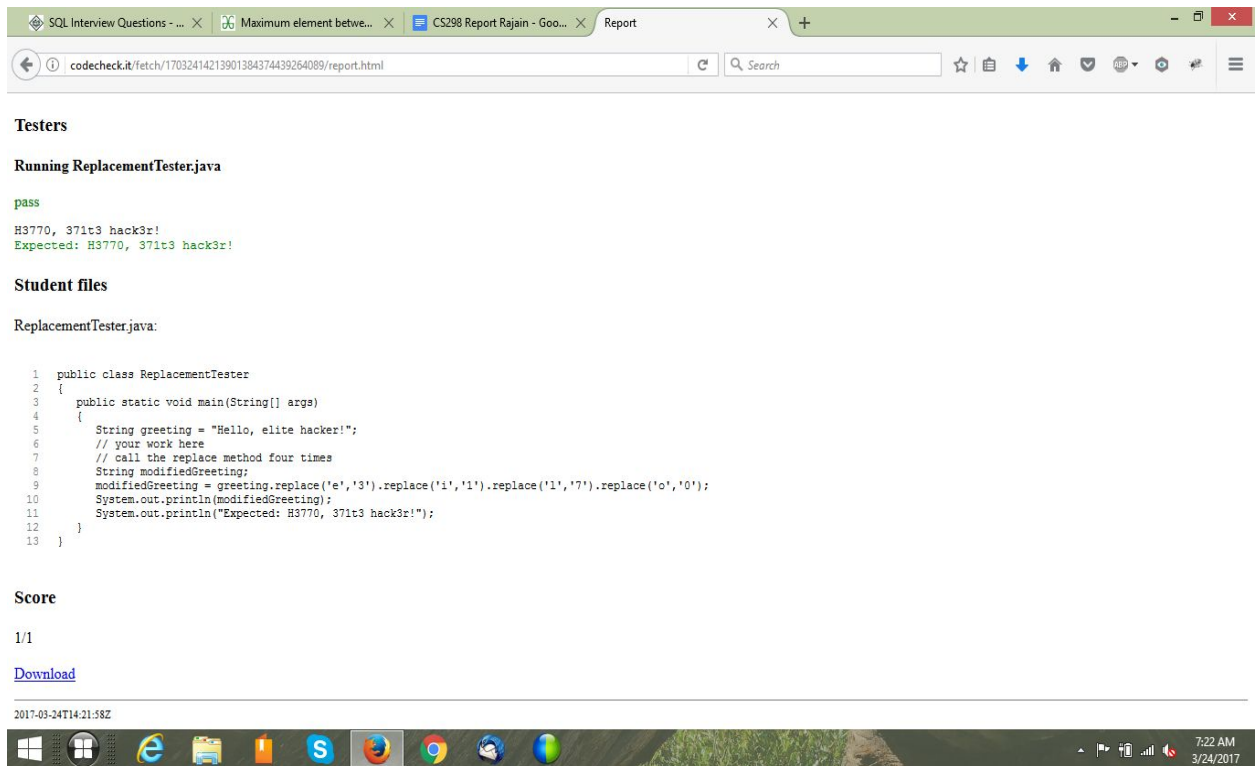 SQL Interview Questions - ...
Maximum element betwe...
CS298 Report Rajain - Goo...
Report
codecheck.it/fetch/1703241421390138437443926​4089/report.html
Search
ABP
Testers
Running ReplacementTester.java
pass
H3770, 371t3 hack3r!
Expected: H3770, 371t3 hack3r!
Student files
ReplacementTester.java:
1 public class ReplacementTester
2 {
3 public static void main(String[] args)
4 {
5 String greeting = "Hello, elite hacker!";
6 // your work here
7 // call the replace method four times
8 String modifiedGreeting;
9 modifiedGreeting = greeting.replace('e','3').replace('i','1').replace('l','7').replace('o','0');
10 System.out.println(modifiedGreeting);
11 System.out.println("Expected: H3770, 371t3 hack3r!");
12 }
13 }
Score
1/1
Download
2017-03-24T14:21:58Z
7:22 AM
3/24/2017